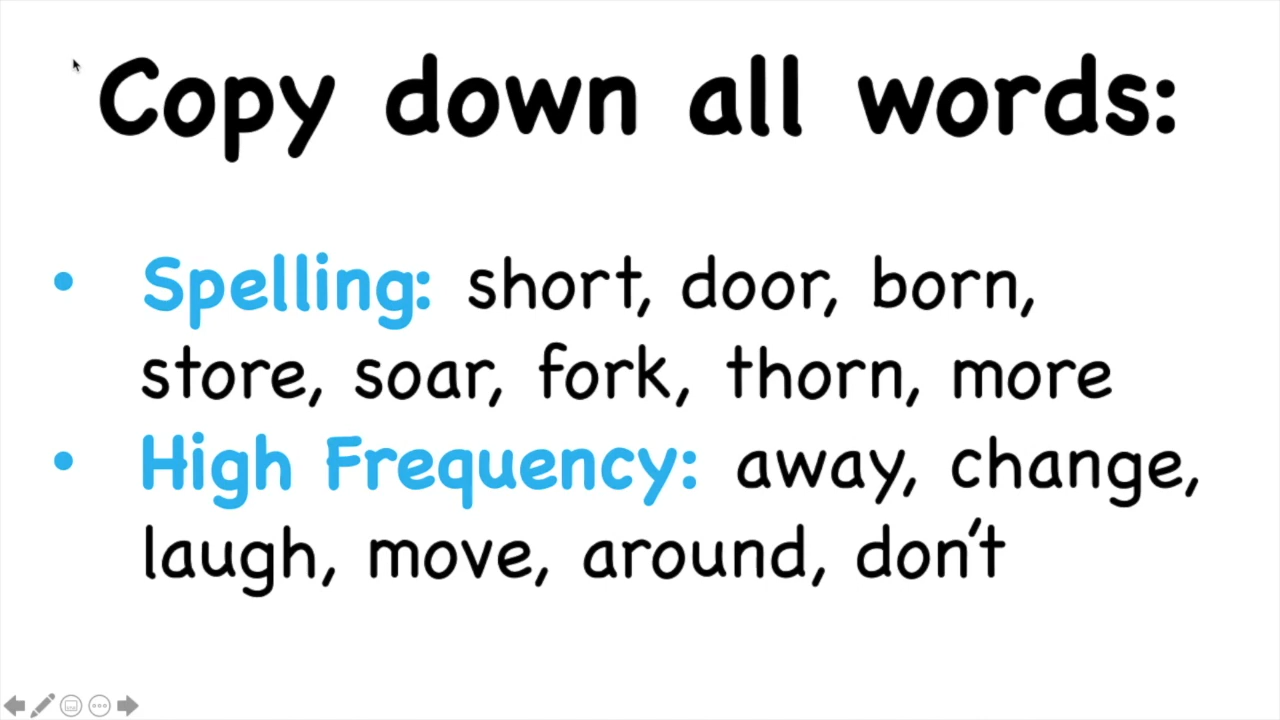 Copy down all words:
• Spelling: short, door, born,
store, soar, fork, thorn, more
• High Frequency: away, change,
laugh, move, around, don't